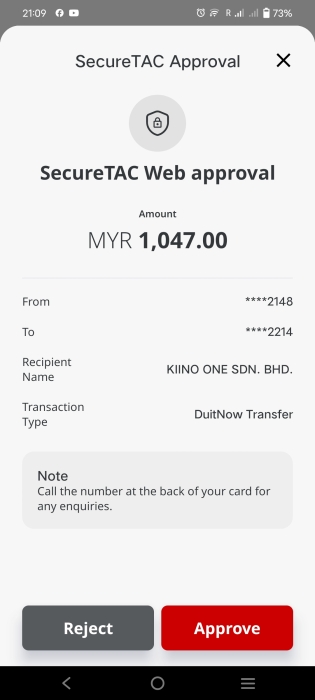 21:09 R 73%
SecureTAC Approval
SecureTAC Web approval
Amount
MYR 1,047.00
From ****2148
To ****2214
Recipient
Name
KIINO ONE SDN. BHD.
Transaction
Type
DuitNow Transfer
Note
Call the number at the back of your card for
any enquiries.
Reject Approve